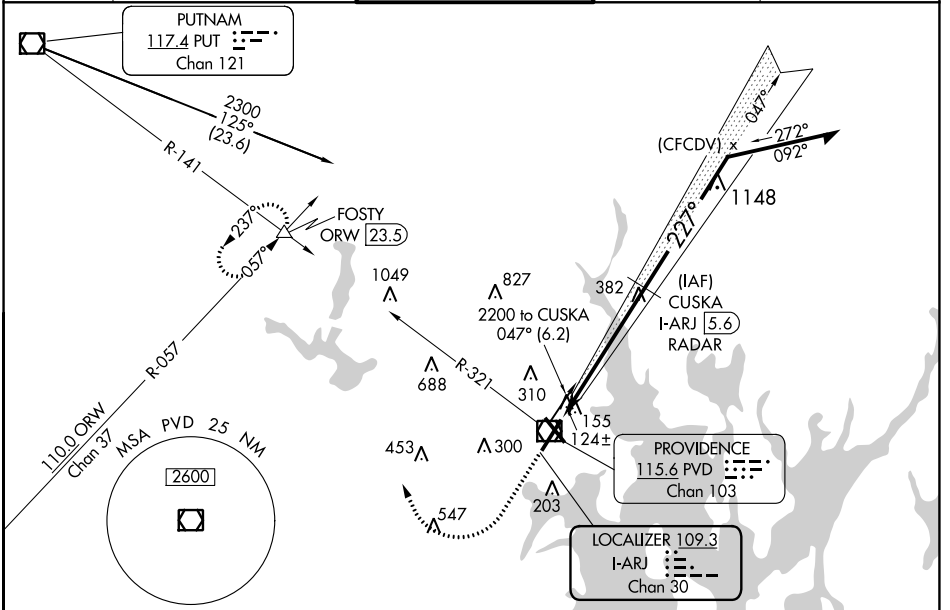 PUTNAM
117.4 PUT
Chan 121
2300
125°
(23.6)
R-141
047°
(CFCDV) x
272°
092°
1148
227°
237°
057°
FOSTY
ORW 23.5
1049
827
382
(IAF)
CUSKA
I-ARJ 5.6
RADAR
2200 to CUSKA
047° (6.2)
R-057
R-321
688
310
155
124±
110.0 ORW
Chan 37
MSA PVD 25 NM
2600
453
300
PROVIDENCE
115.6 PVD
Chan 103
203
547
LOCALIZER 109.3
I-ARJ
Chan 30